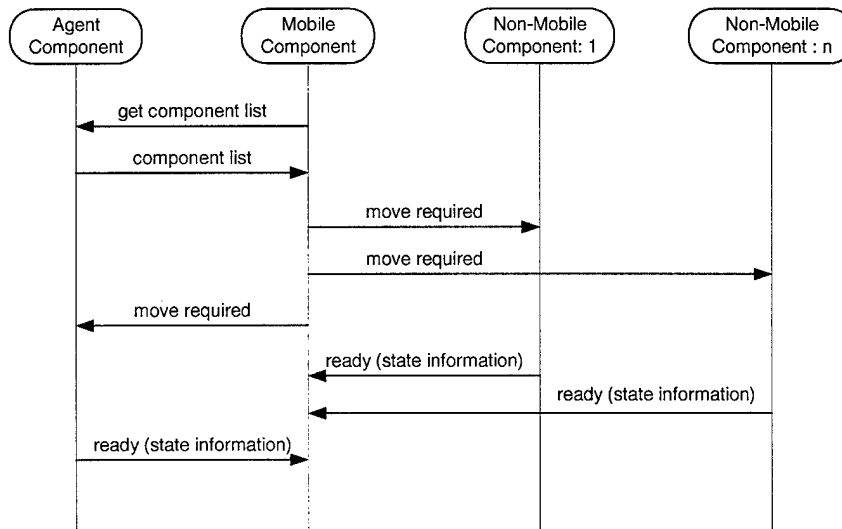 Agent
Component
Mobile
Component
Non-Mobile
Component: 1
Non-Mobile
Component : n
get component list
component list
move required
move required
move required
ready (state information)
ready (state information)
ready (state information)